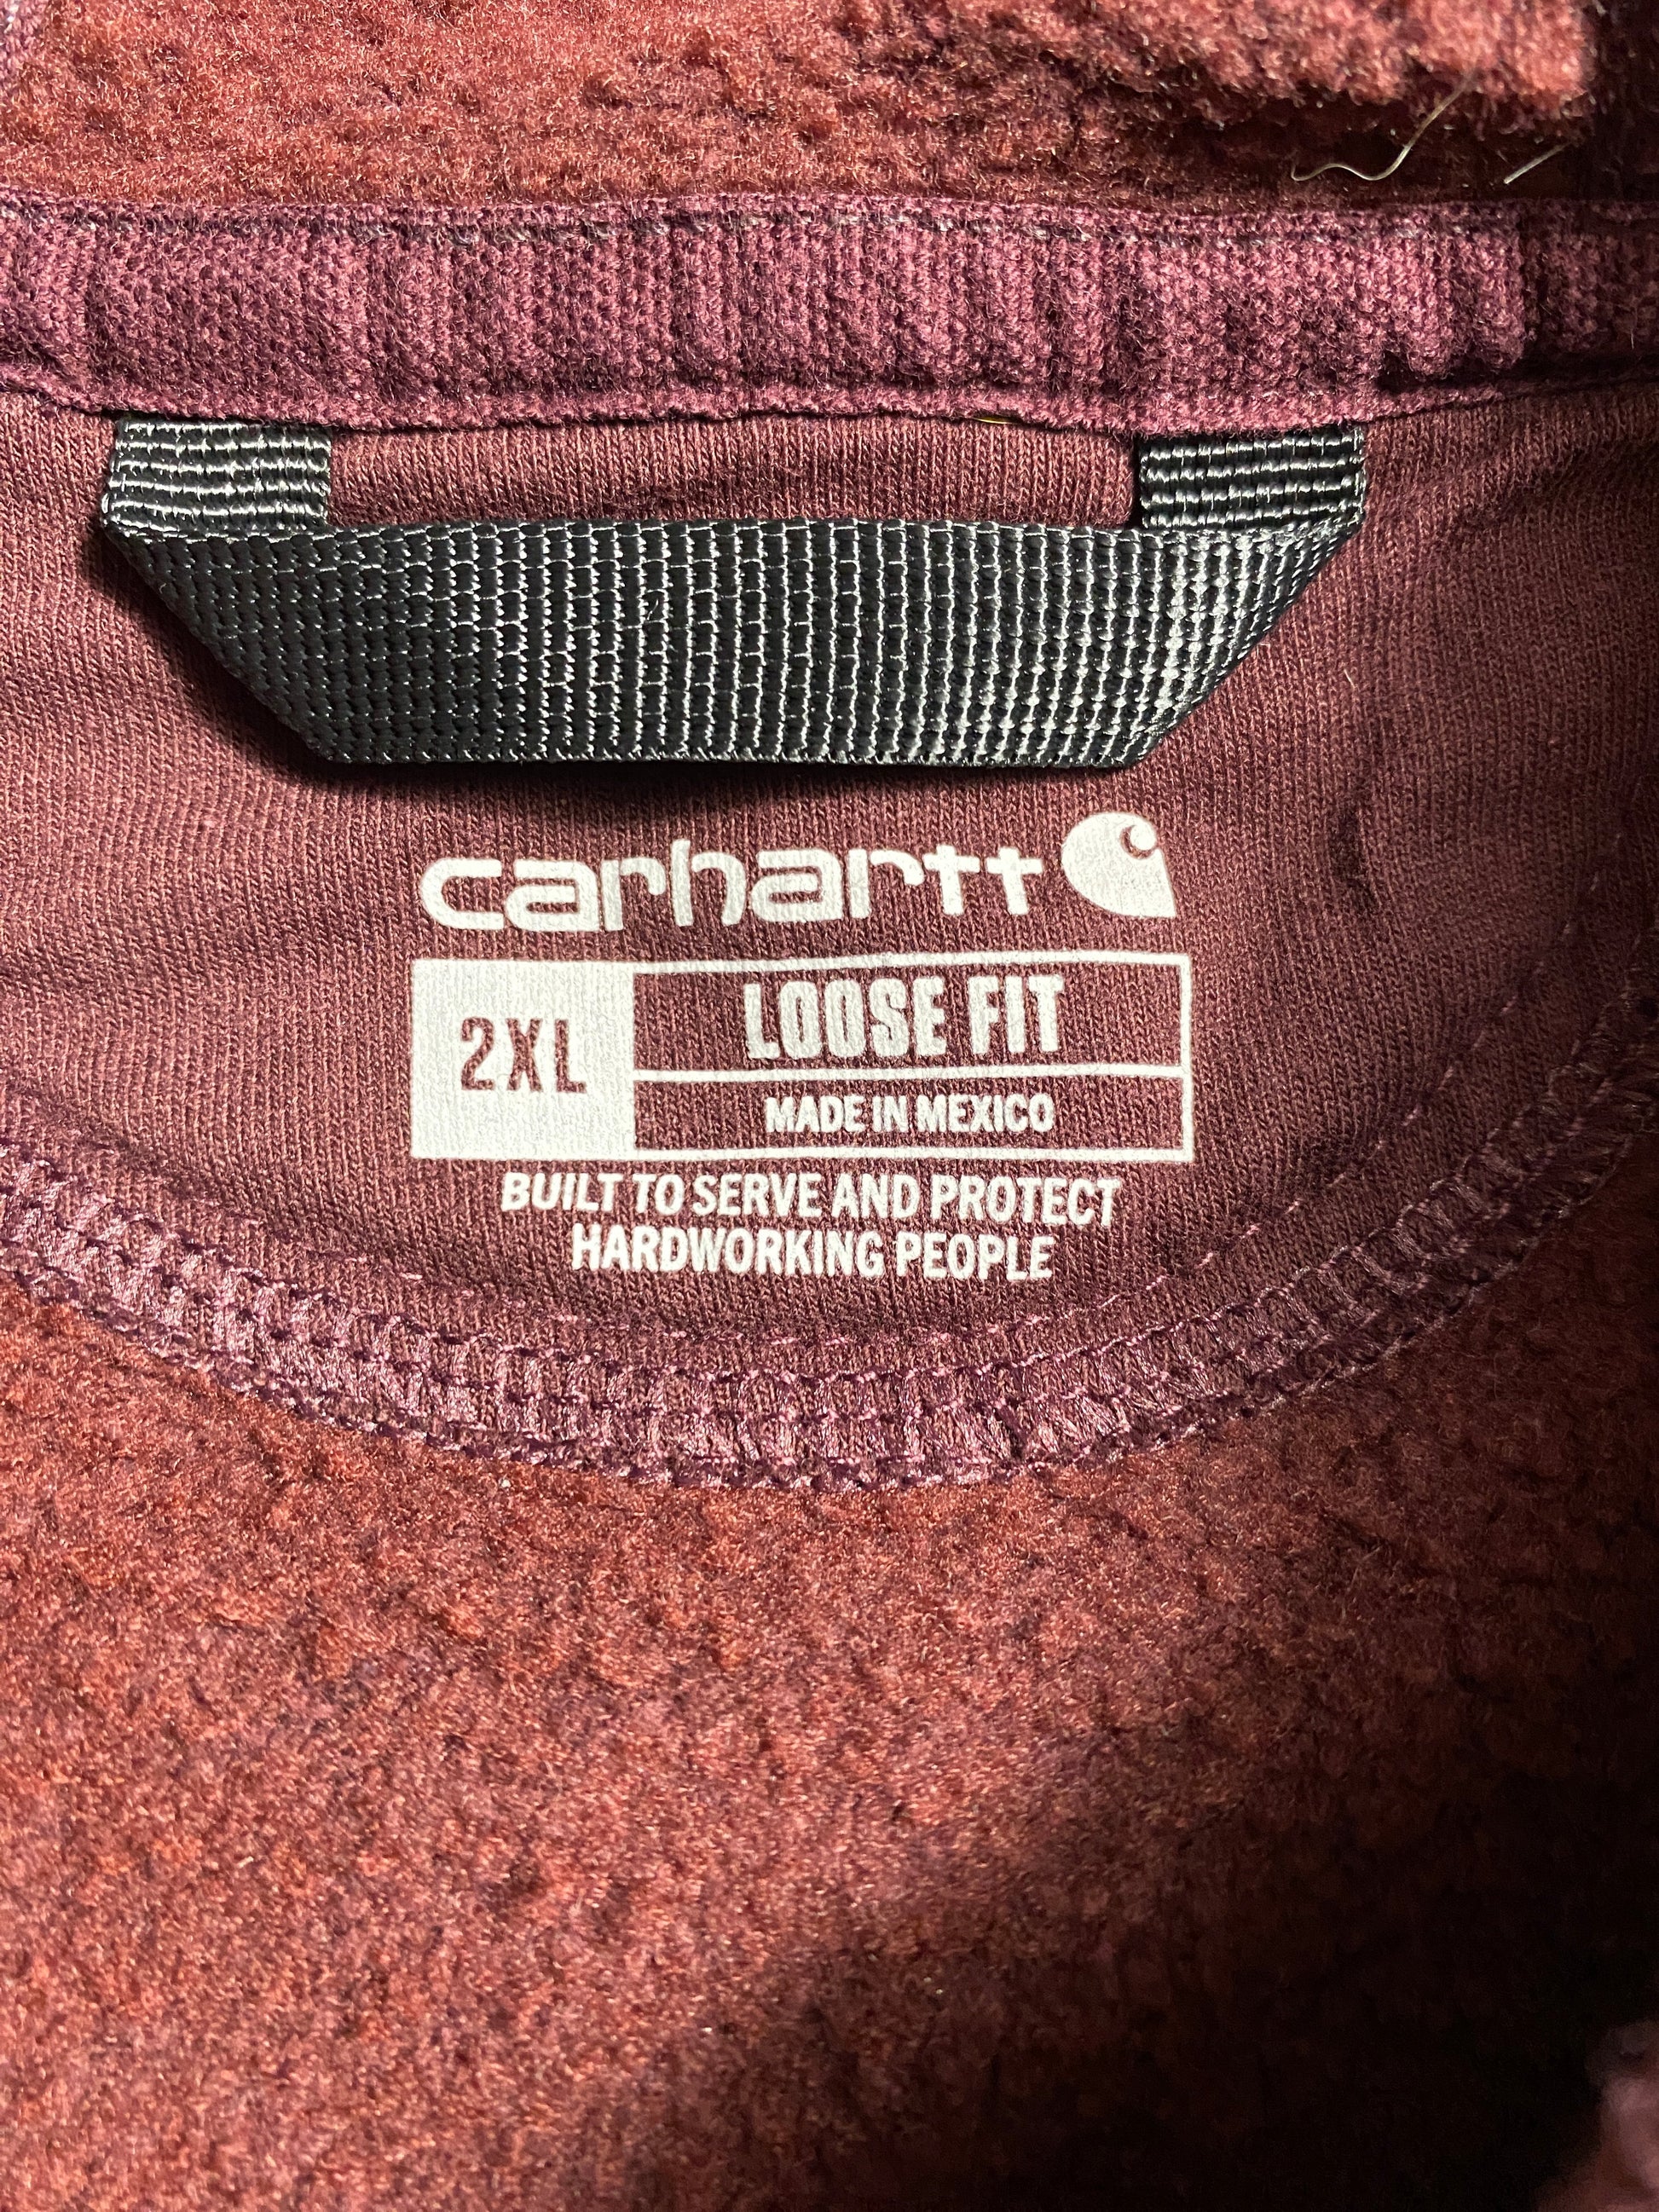 carhartt
2XL
LOOSE FIT
MADE IN MEXICO
BUILT TO SERVE AND PROTECT
HARDWORKING PEOPLE